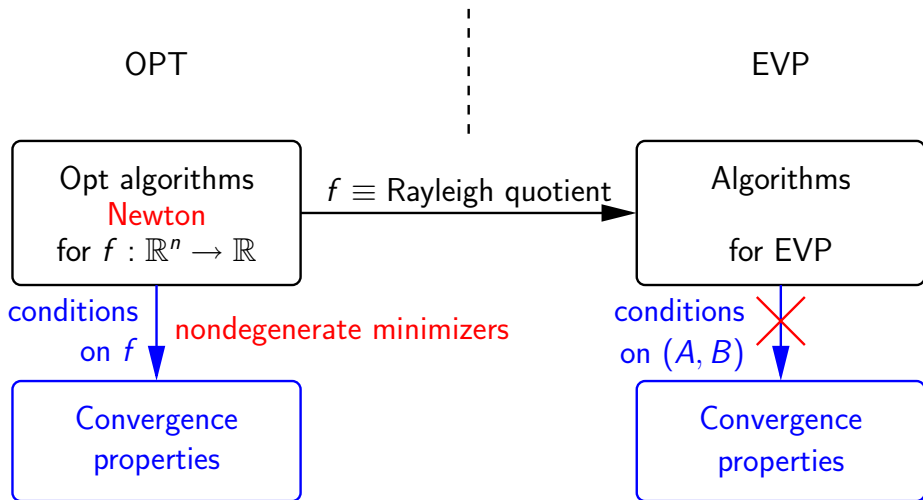 OPT
EVP
Opt algorithms
Newton
for f : ℝⁿ → ℝ
f ≡ Rayleigh quotient
Algorithms
for EVP
conditions
on f
nondegenerate minimizers
conditions
on (A, B)
Convergence
properties
Convergence
properties